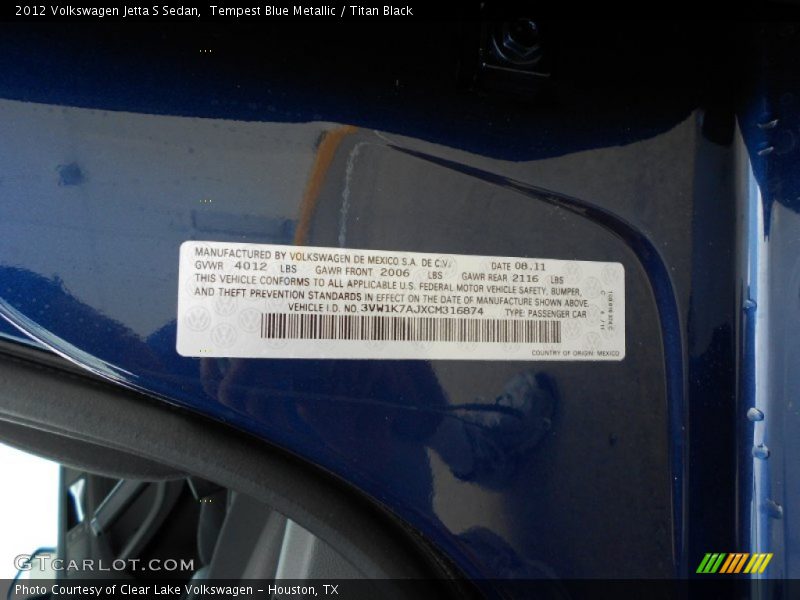 2012 Volkswagen Jetta S Sedan, Tempest Blue Metallic / Titan Black
MANUFACTURED BY VOLKSWAGEN DE MEXICO S.A. DE C.V. DATE 08.11
GVWR 4012 LBS GAWR FRONT 2006 LBS GAWR REAR 2116 LBS
THIS VEHICLE CONFORMS TO ALL APPLICABLE U.S. FEDERAL MOTOR VEHICLE SAFETY, BUMPER,
AND THEFT PREVENTION STANDARDS IN EFFECT ON THE DATE OF MANUFACTURE SHOWN ABOVE.
VEHICLE I.D. NO. 3VW1K7AJXCM316874 TYPE: PASSENGER CAR
COUNTRY OF ORIGIN: MEXICO
GTCARLOT.COM
Photo Courtesy of Clear Lake Volkswagen - Houston, TX